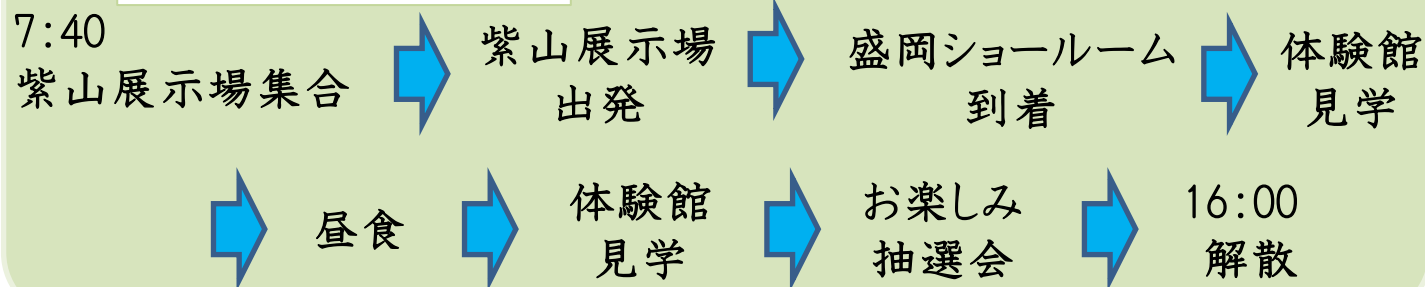 7:40
紫山展示場集合
紫山展示場
出発
盛岡ショールーム
到着
体験館
見学
昼食
体験館
見学
お楽しみ
抽選会
16:00
解散